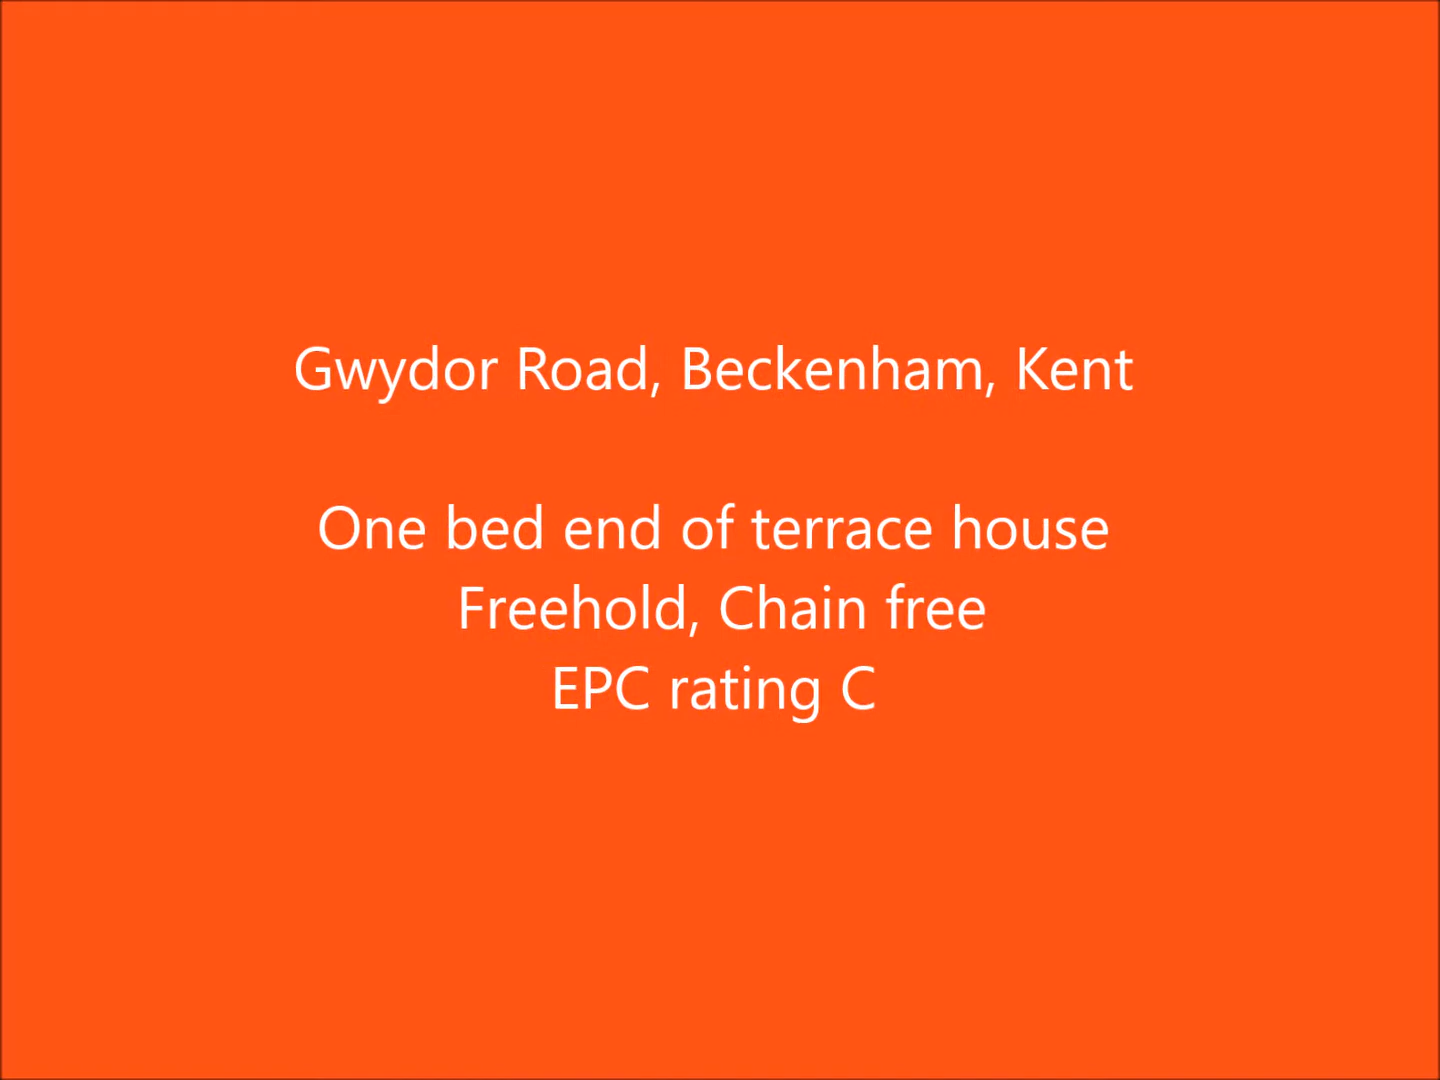 Gwydor Road, Beckenham, Kent
One bed end of terrace house
Freehold, Chain free
EPC rating C